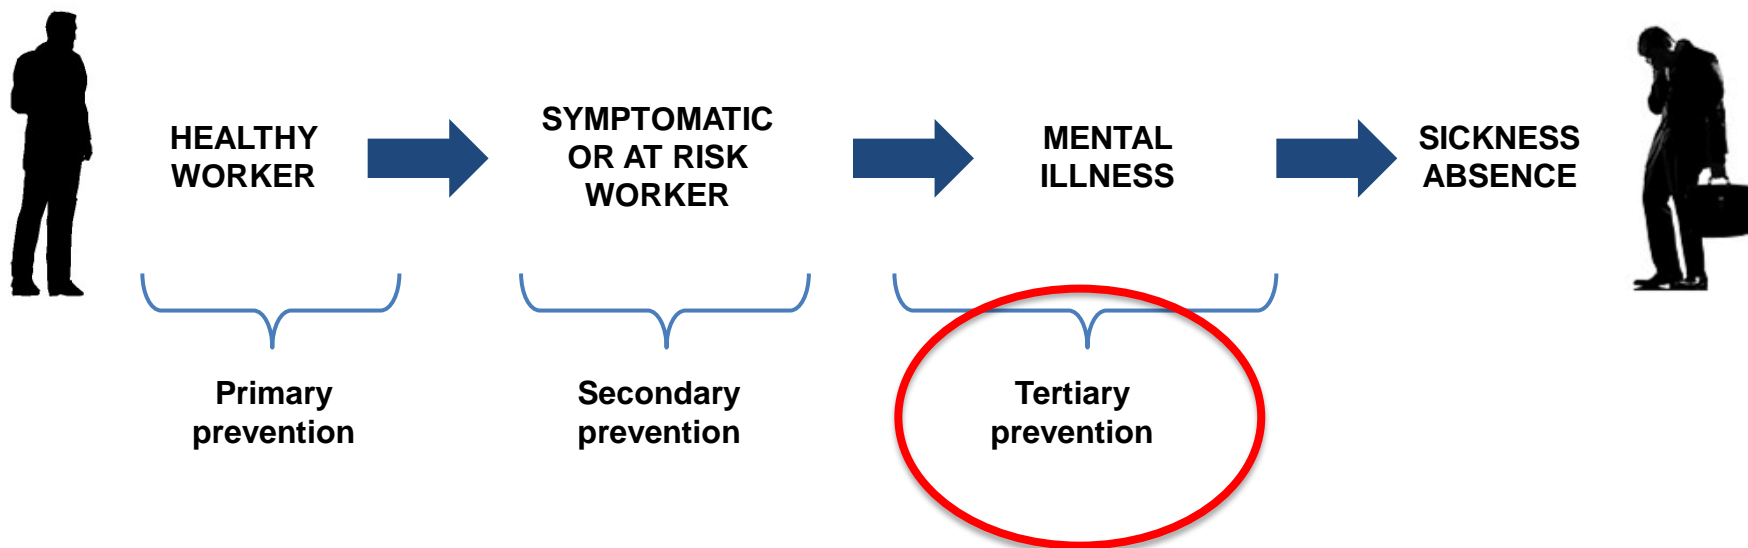 HEALTHY
WORKER
SYMPTOMATIC
OR AT RISK
WORKER
MENTAL
ILLNESS
SICKNESS
ABSENCE
Primary
prevention
Secondary
prevention
Tertiary
prevention